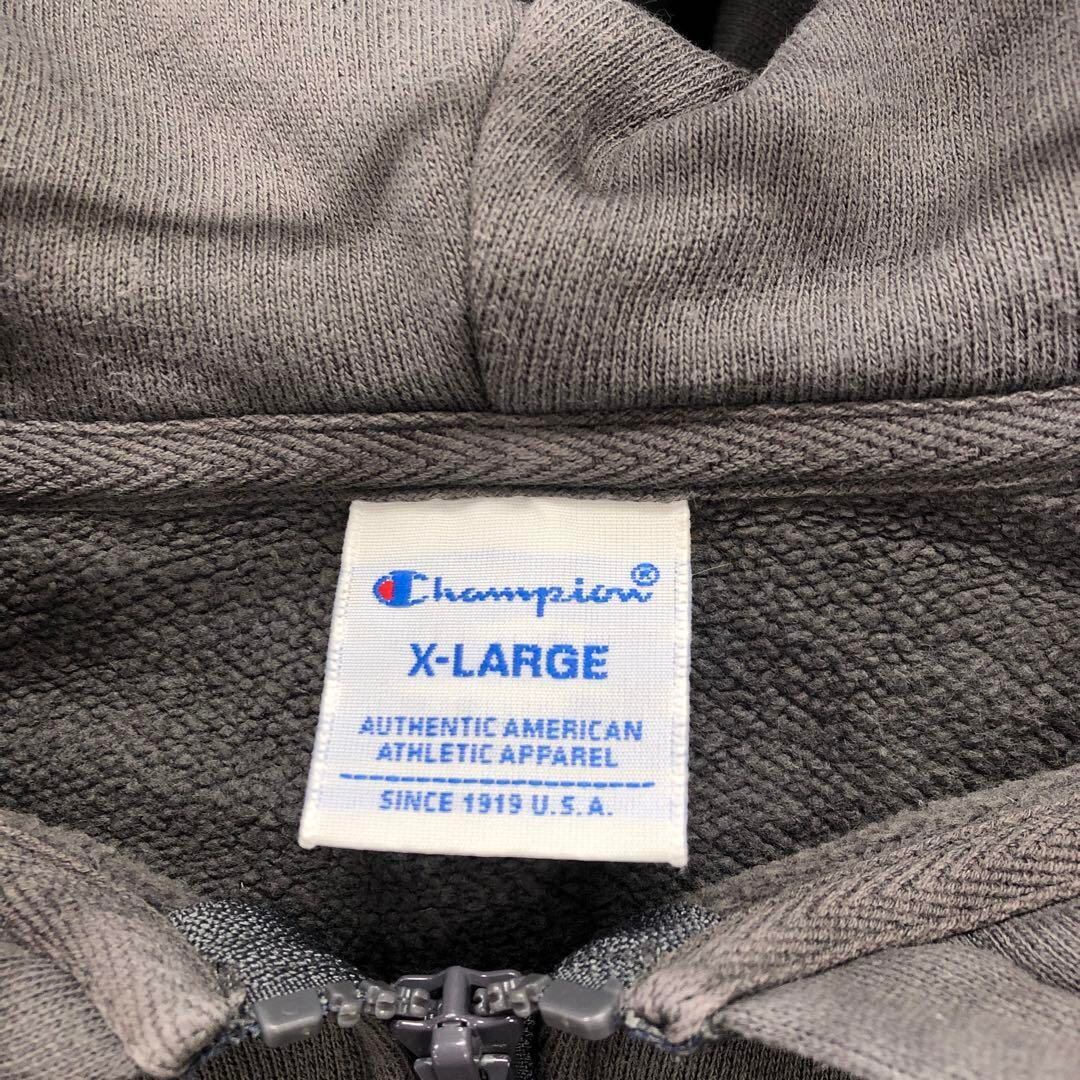 Champion®
X-LARGE
AUTHENTIC AMERICAN
ATHLETIC APPAREL
SINCE 1919 U.S.A.